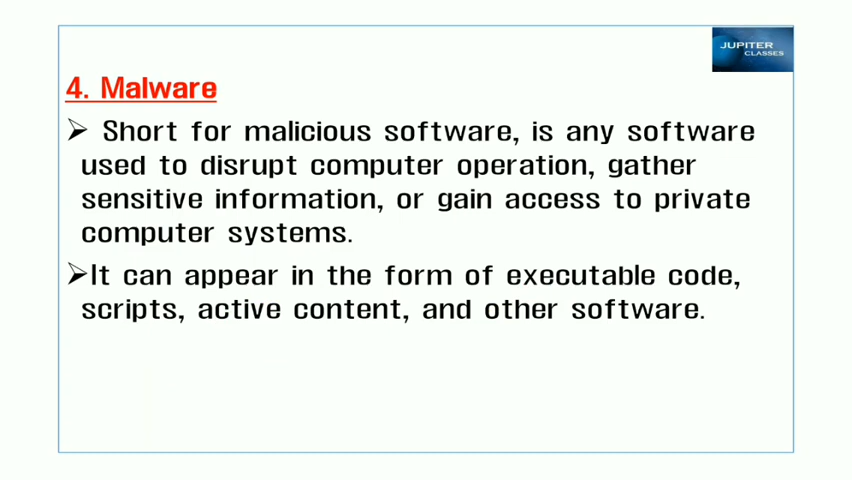 JUPITER
CLASSES
4. Malware
➢ Short for malicious software, is any software
used to disrupt computer operation, gather
sensitive information, or gain access to private
computer systems.
➢It can appear in the form of executable code,
scripts, active content, and other software.